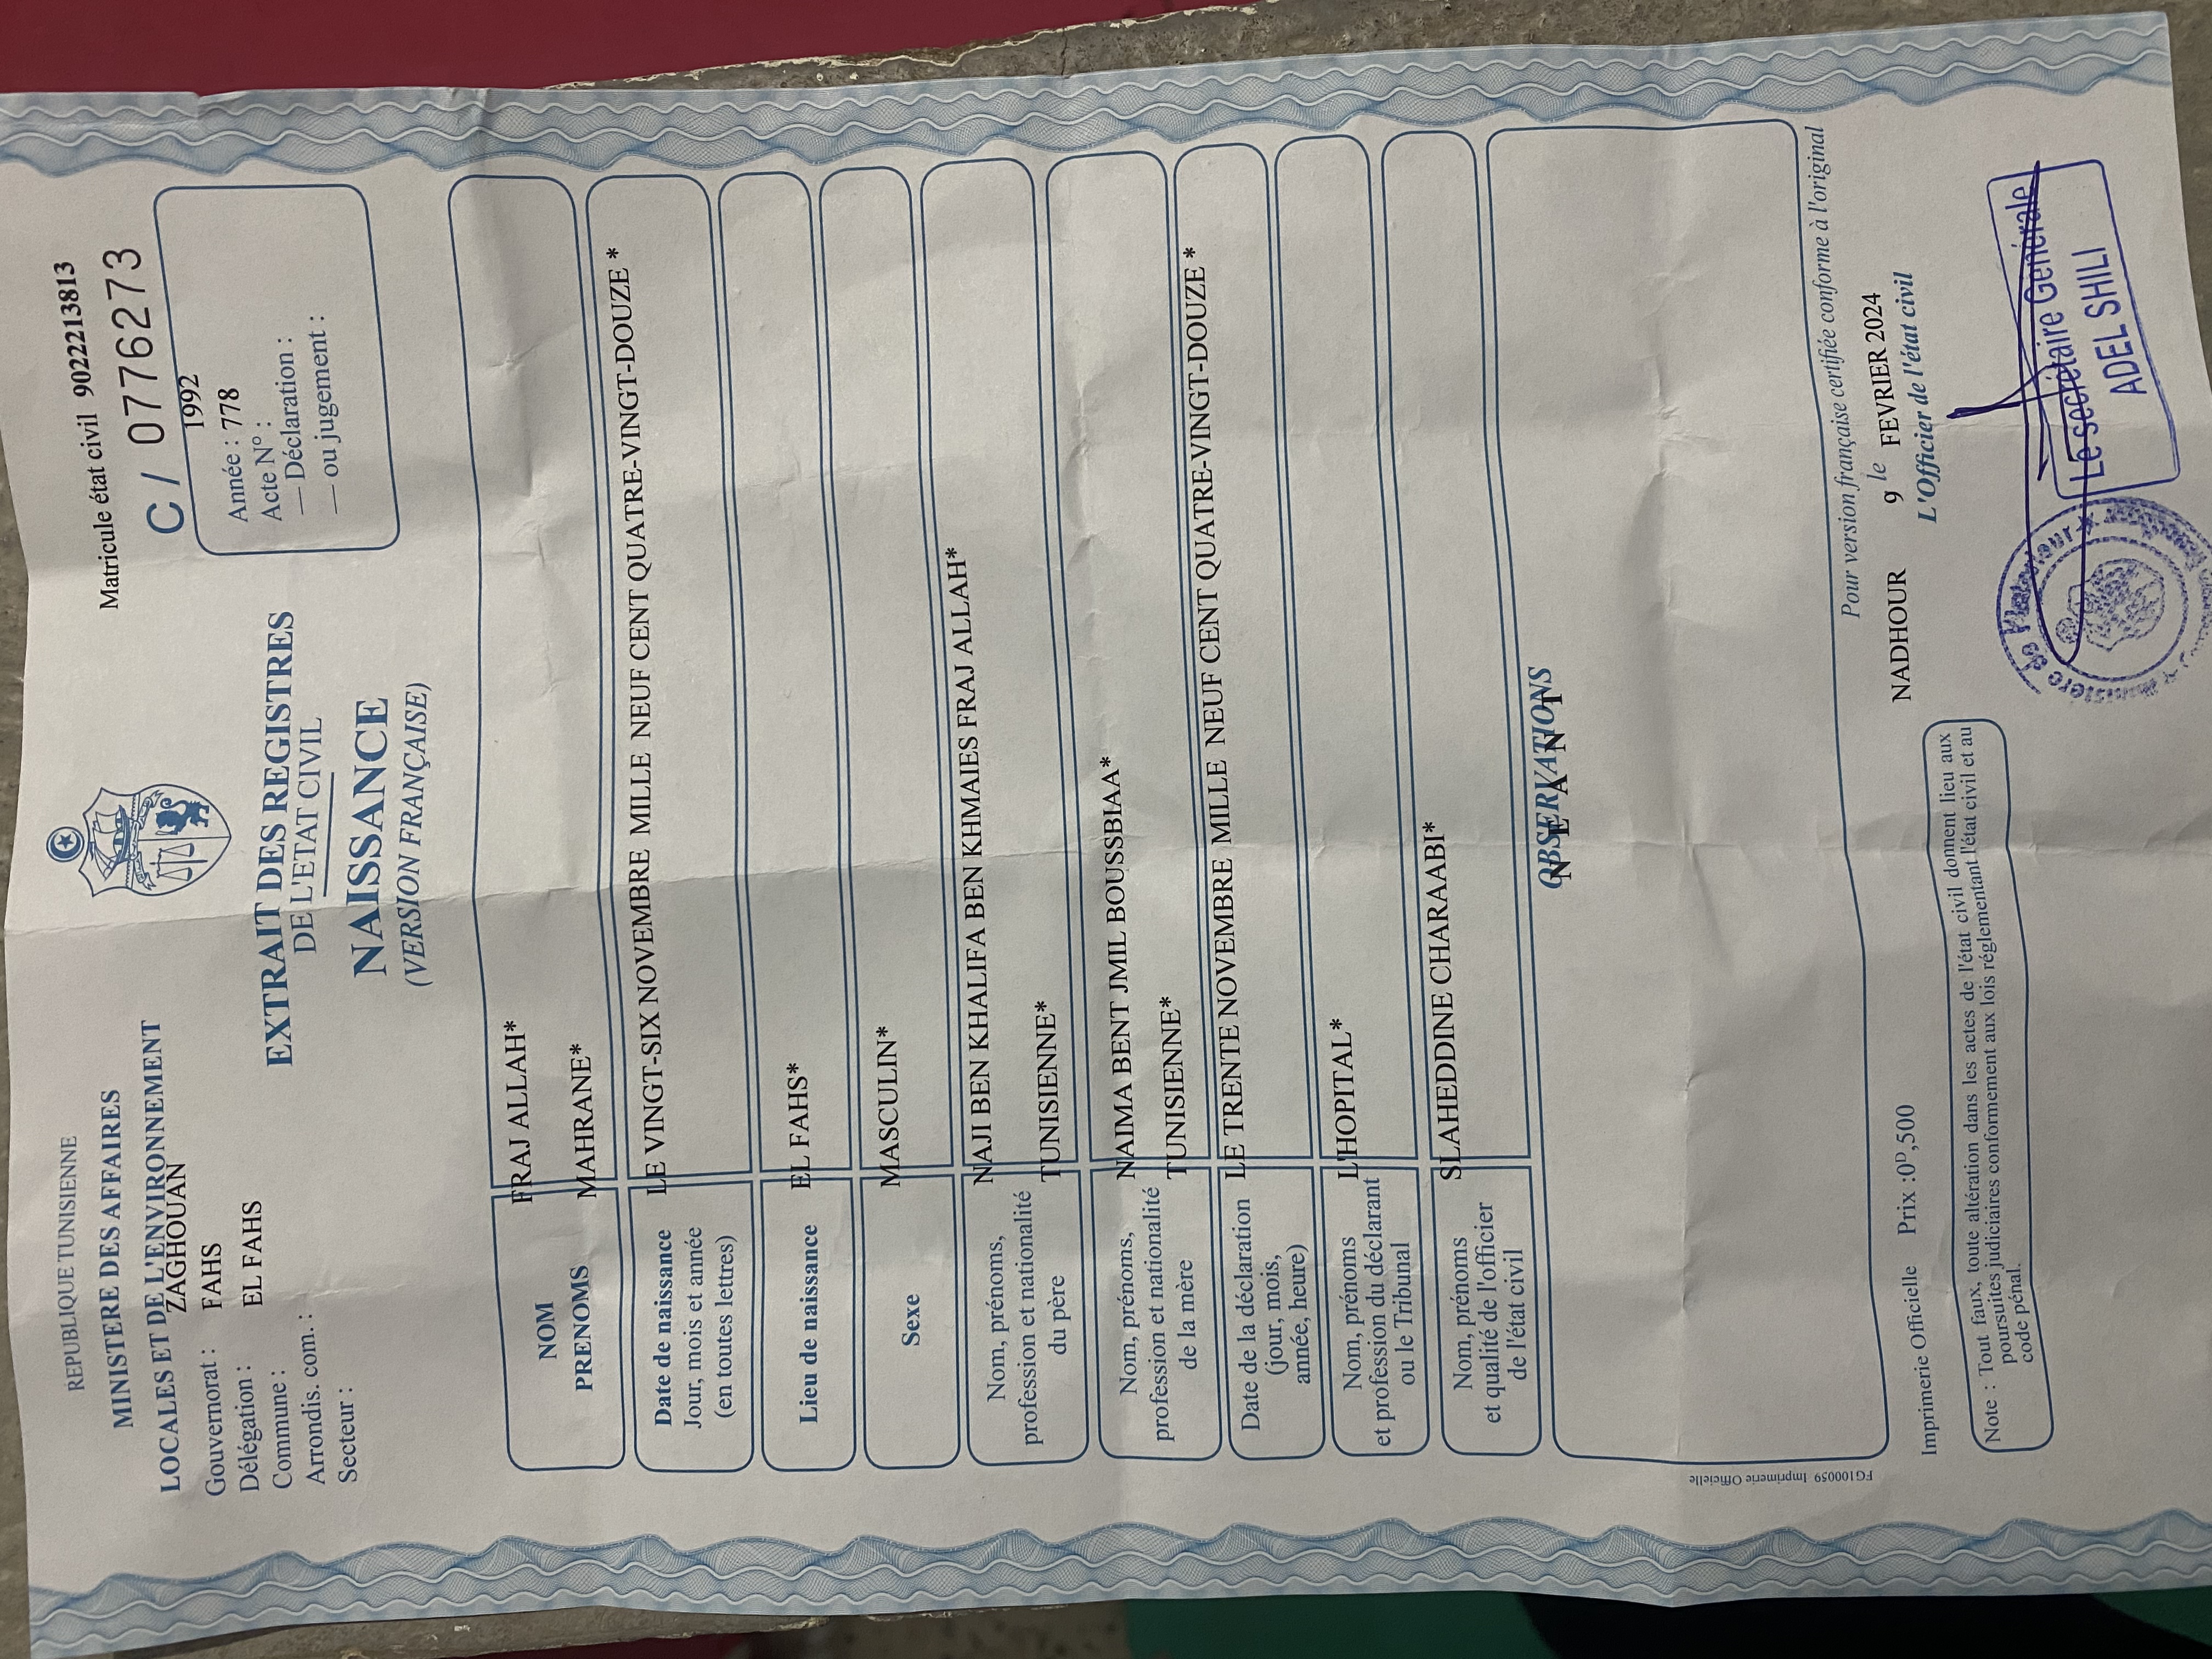 REPUBLIQUE TUNISIENNE
MINISTERE DES AFFAIRES
LOCALES ET DE L'ENVIRONNEMENT
Gouvernorat : ZAGHOUAN
Délégation : FAHS
Commune : EL FAHS
Arrondis. com. :
Secteur :
Matricule état civil 9022213813
C / 0776273
1992
Année : 778
Acte N° :
— Déclaration :
— ou jugement :
EXTRAIT DES REGISTRES
DE L'ETAT CIVIL
NAISSANCE
(VERSION FRANÇAISE)
NOM FRAJ ALLAH*
PRENOMS MAHRANE*
Date de naissance LE VINGT-SIX NOVEMBRE MILLE NEUF CENT QUATRE-VINGT-DOUZE *
Jour, mois et année
(en toutes lettres)
Lieu de naissance EL FAHS*
Sexe MASCULIN*
Nom, prénoms, NAJI BEN KHALIFA BEN KHMAIES FRAJ ALLAH*
profession et nationalité
du père TUNISIENNE*
Nom, prénoms, NAIMA BENT JMIL BOUSSBIAA*
profession et nationalité
de la mère TUNISIENNE*
Date de la déclaration LE TRENTE NOVEMBRE MILLE NEUF CENT QUATRE-VINGT-DOUZE *
(jour, mois,
année, heure)
Nom, prénoms L'HOPITAL*
et profession du déclarant
ou le Tribunal
Nom, prénoms SLAHEDDINE CHARAABI*
et qualité de l'officier
de l'état civil
OBSERVATIONS
N E A N T
FG100059 Imprimerie Officielle
Pour version française certifiée conforme à l'original
Imprimerie Officielle Prix :0D,500
NADHOUR 9 le FEVRIER 2024
L'Officier de l'état civil
Note : Tout faux, toute altération dans les actes de l'état civil donnent lieu aux
poursuites judiciaires conformement aux lois réglementant l'état civil et au
code pénal.
Le secrétaire Générale
ADEL SHILI